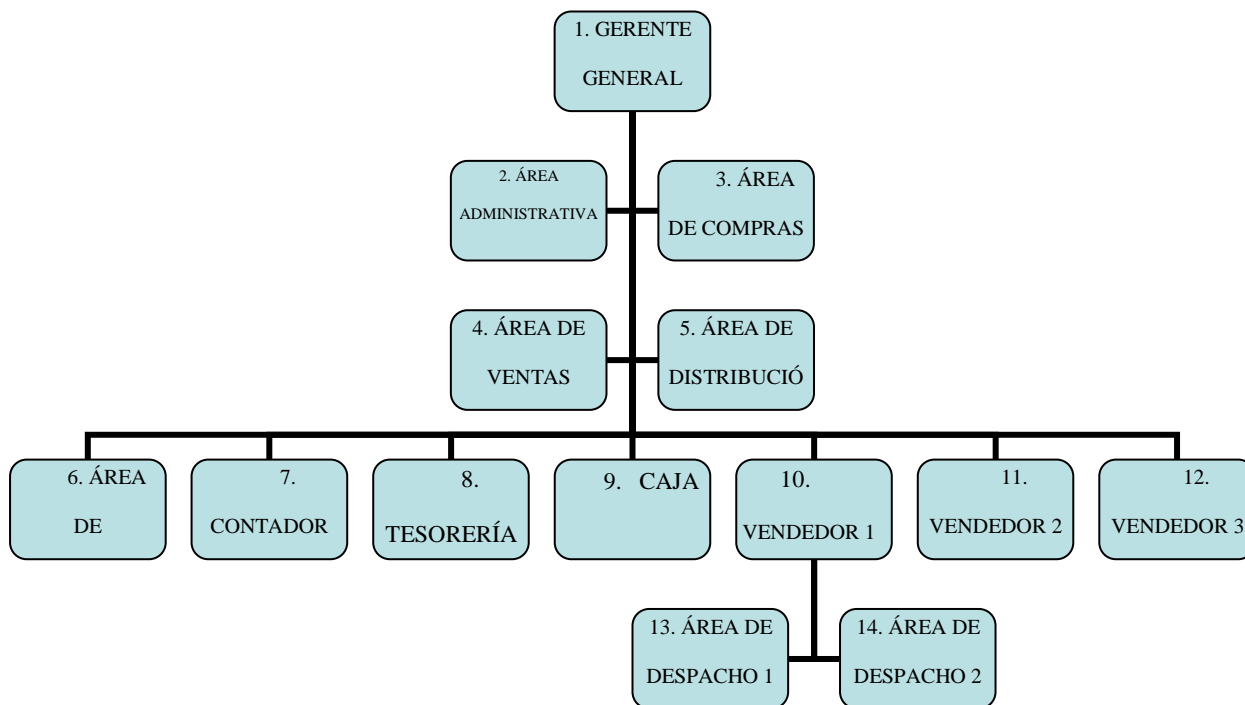 1. GERENTE
GENERAL
2. ÁREA
ADMINISTRATIVA
3. ÁREA
DE COMPRAS
4. ÁREA DE
VENTAS
5. ÁREA DE
DISTRIBUCIÓ
6. ÁREA
DE
7.
CONTADOR
8.
TESORERÍA
9. CAJA
10.
VENDEDOR 1
11.
VENDEDOR 2
12.
VENDEDOR 3
13. ÁREA DE
DESPACHO 1
14. ÁREA DE
DESPACHO 2